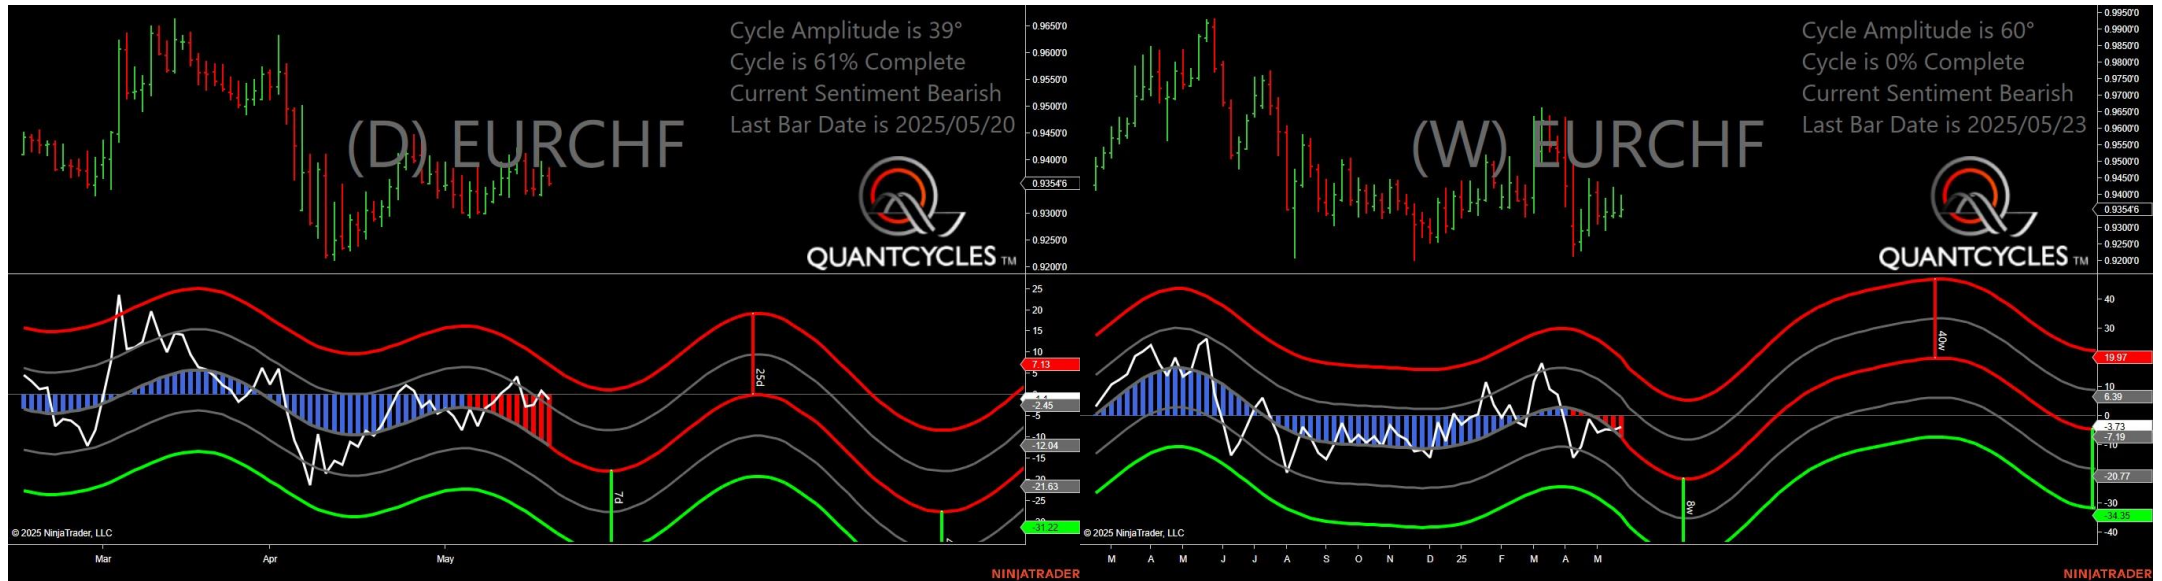 Cycle Amplitude is 39°
Cycle is 61% Complete
Current Sentiment Bearish
Last Bar Date is 2025/05/20
(D) EURCHF
QUANTCYCLES TM
0.9650'0
0.9600'0
0.9550'0
0.9500'0
0.9450'0
0.9400'0
0.9354'6
0.9300'0
0.9250'0
0.9200'0
25
20
15
10
7.13
5
-2.45
-5
-10
-12.04
-15
-20
-21.63
-25
-31.22
25d
7d
© 2025 NinjaTrader, LLC
Mar Apr May
NINJATRADER
Cycle Amplitude is 60°
Cycle is 0% Complete
Current Sentiment Bearish
Last Bar Date is 2025/05/23
(W) EURCHF
QUANTCYCLES TM
0.9950'0
0.9900'0
0.9850'0
0.9800'0
0.9750'0
0.9700'0
0.9650'0
0.9600'0
0.9550'0
0.9500'0
0.9450'0
0.9400'0
0.9354'6
0.9300'0
0.9250'0
0.9200'0
40
30
19.97
10
6.39
0
-3.73
-7.19
-10
-20.77
-30
-34.35
-40
40w
8w
© 2025 NinjaTrader, LLC
M A M J J A S O N D 25 F M A M
NINJATRADER